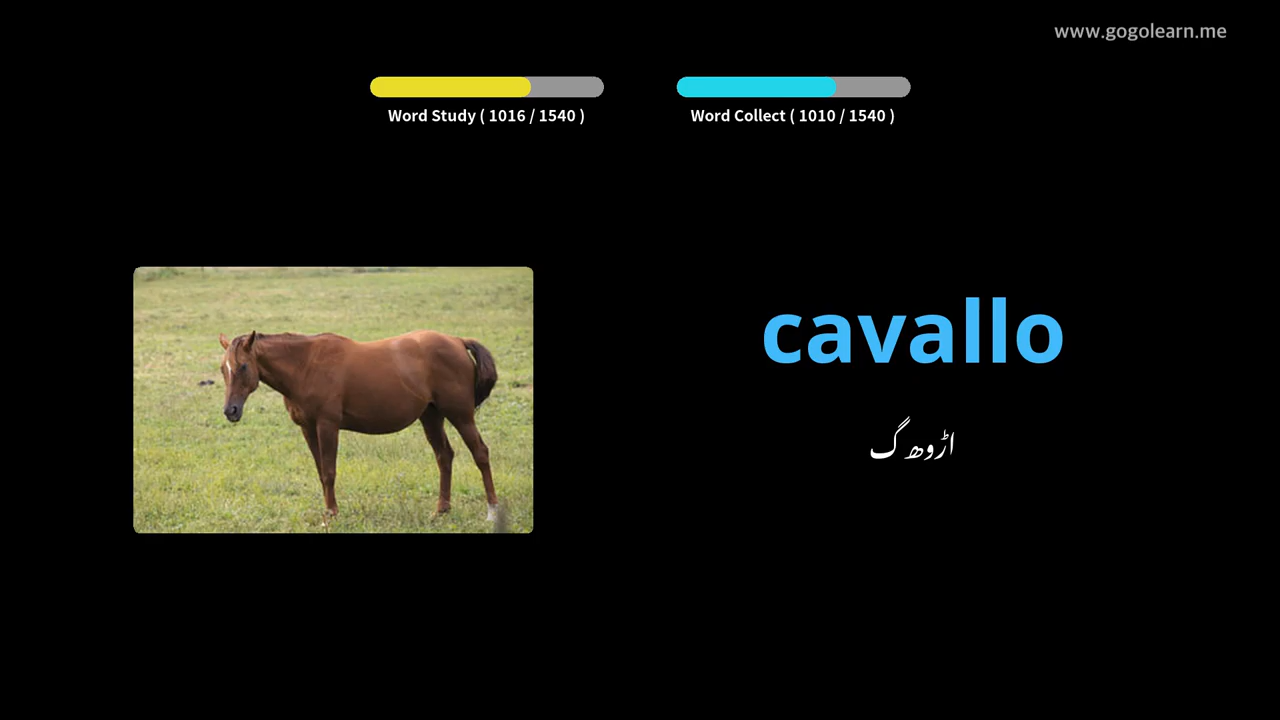 www.gogolearn.me
Word Study ( 1016 / 1540 )
Word Collect ( 1010 / 1540 )
cavallo
اڑوھ گ